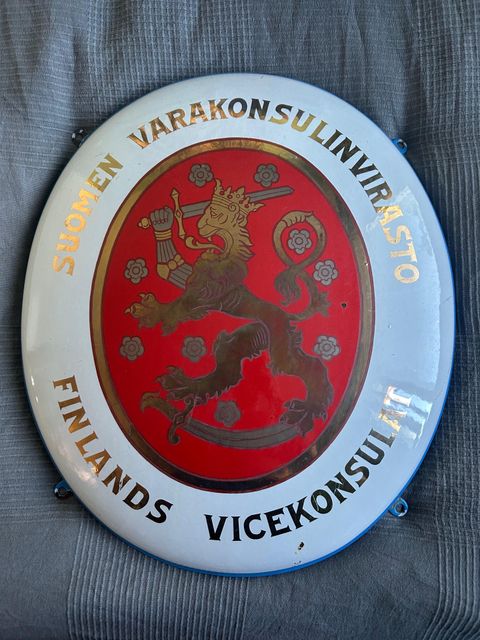 SUOMEN VARAKONSULINVIRASTO
FINLANDS VICEKONSULAT